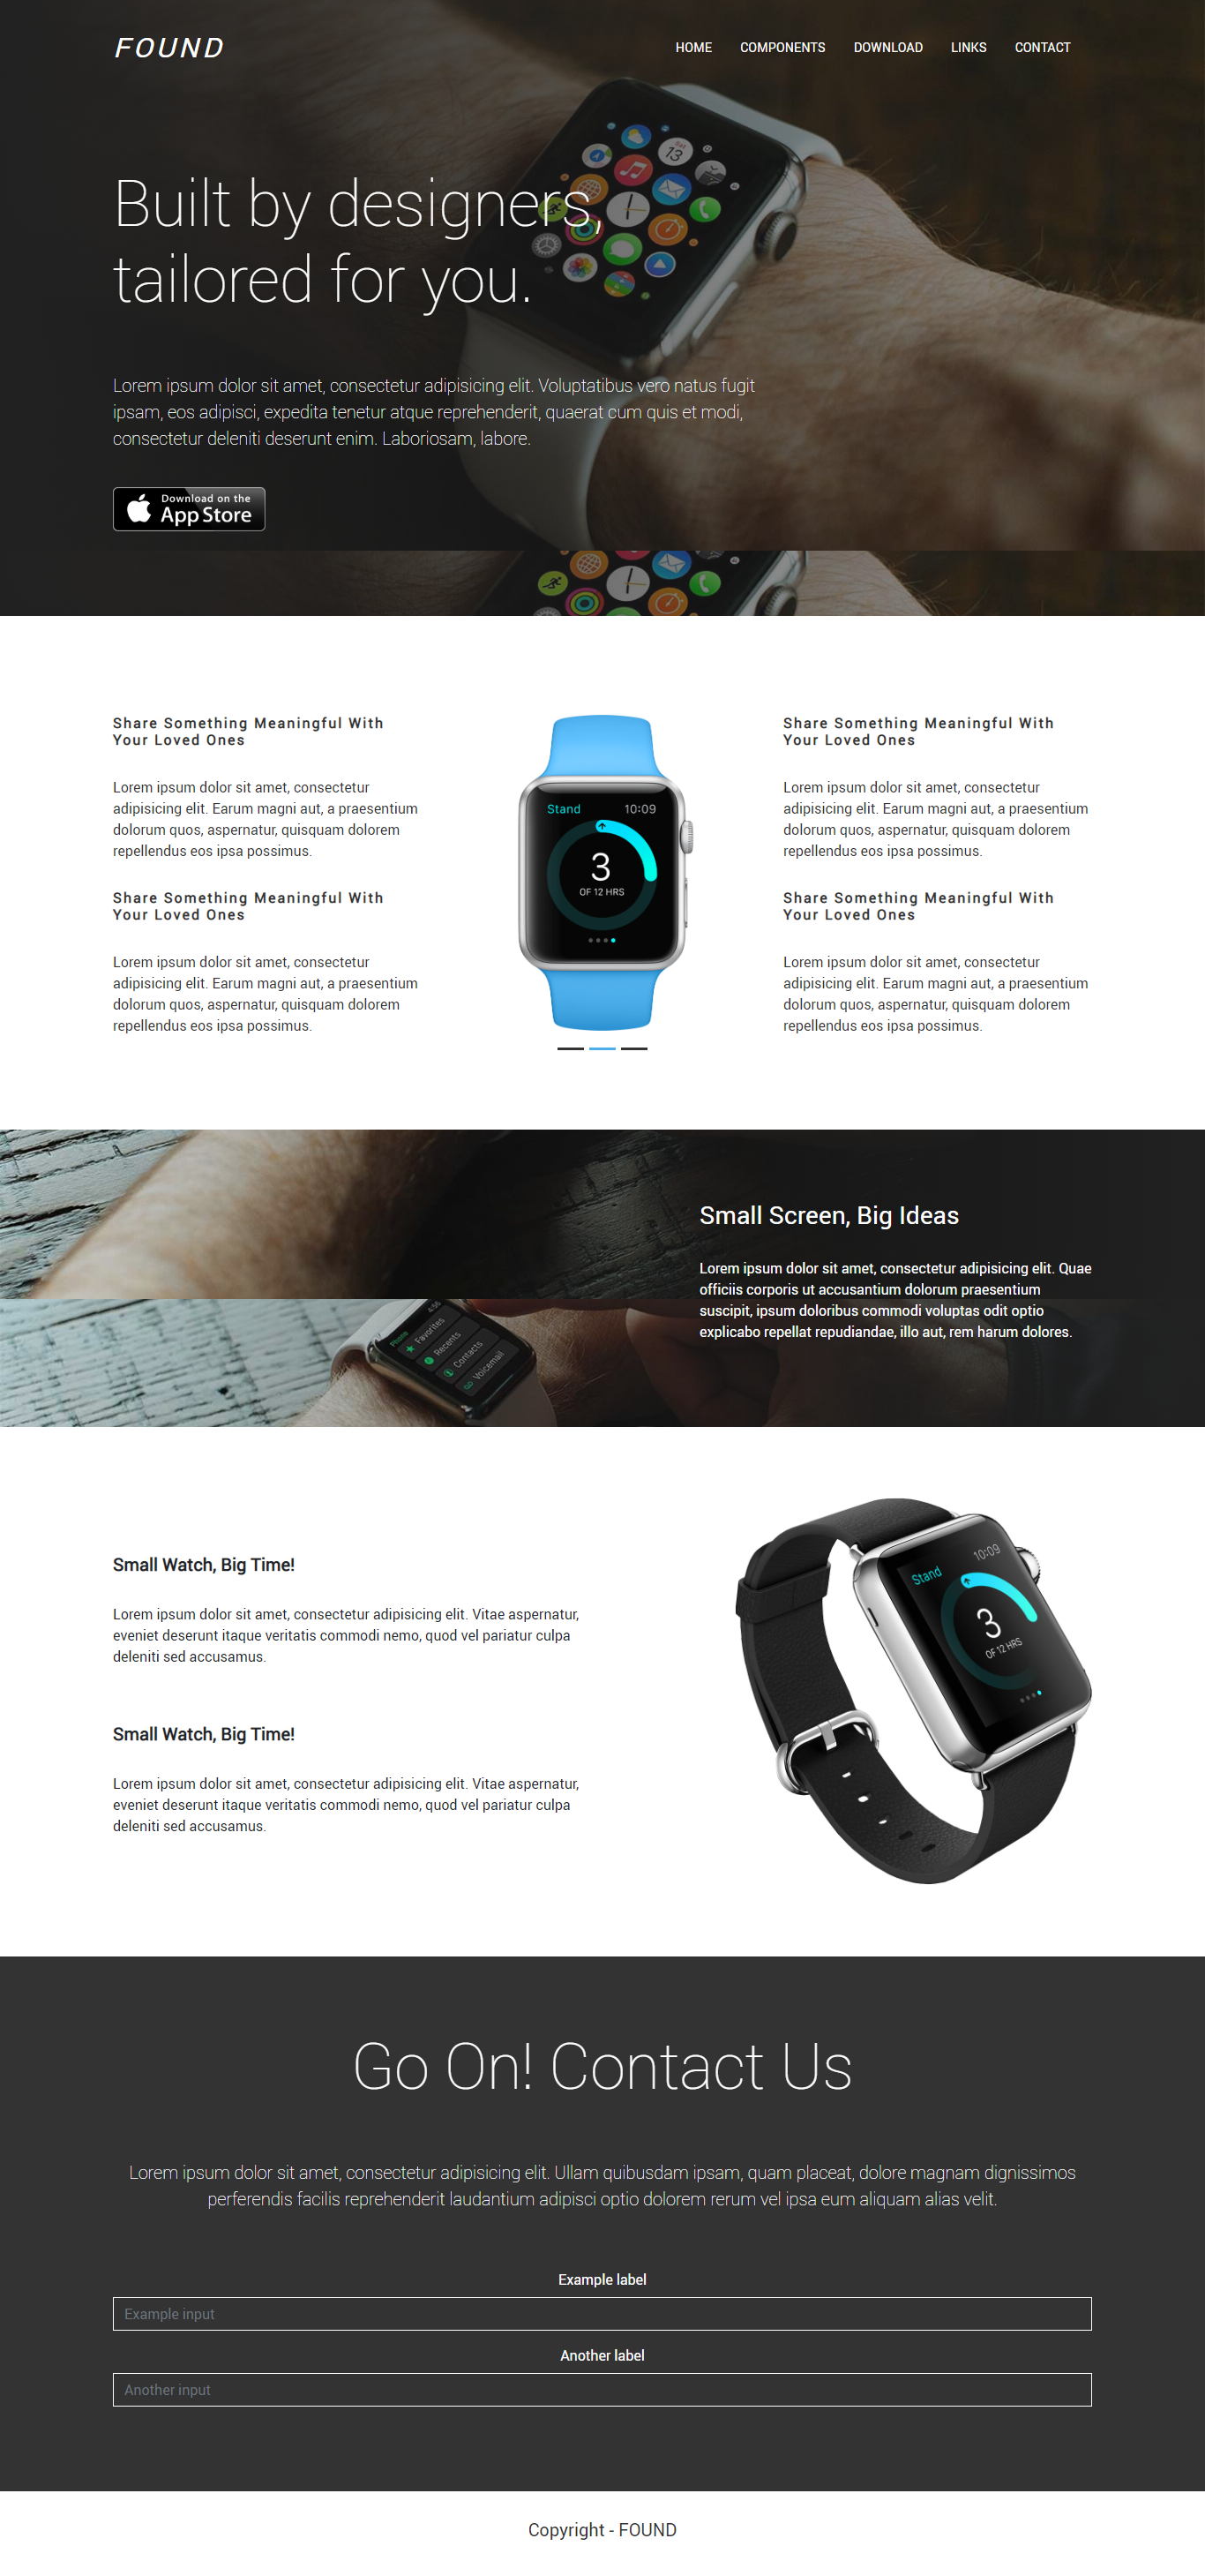 FOUND
HOME COMPONENTS DOWNLOAD LINKS CONTACT
13
Built by designers,
tailored for you.
Lorem ipsum dolor sit amet, consectetur adipisicing elit. Voluptatibus vero natus fugit
ipsam, eos adipisci, expedita tenetur atque reprehenderit, quaerat cum quis et modi,
consectetur deleniti deserunt enim. Laboriosam, labore.
Download on the
App Store
Share Something Meaningful With
Your Loved Ones
Lorem ipsum dolor sit amet, consectetur
adipisicing elit. Earum magni aut, a praesentium
dolorum quos, aspernatur, quisquam dolorem
repellendus eos ipsa possimus.
Share Something Meaningful With
Your Loved Ones
Lorem ipsum dolor sit amet, consectetur
adipisicing elit. Earum magni aut, a praesentium
dolorum quos, aspernatur, quisquam dolorem
repellendus eos ipsa possimus.
Stand 10:09
3
OF 12 HRS
Share Something Meaningful With
Your Loved Ones
Lorem ipsum dolor sit amet, consectetur
adipisicing elit. Earum magni aut, a praesentium
dolorum quos, aspernatur, quisquam dolorem
repellendus eos ipsa possimus.
Share Something Meaningful With
Your Loved Ones
Lorem ipsum dolor sit amet, consectetur
adipisicing elit. Earum magni aut, a praesentium
dolorum quos, aspernatur, quisquam dolorem
repellendus eos ipsa possimus.
Small Screen, Big Ideas
Lorem ipsum dolor sit amet, consectetur adipisicing elit. Quae
officiis corporis ut accusantium dolorum praesentium
suscipit, ipsum doloribus commodi voluptas odit optio
explicabo repellat repudiandae, illo aut, rem harum dolores.
Phone 4:56
Favorites
Recents
Contacts
Voicemail
Small Watch, Big Time!
Lorem ipsum dolor sit amet, consectetur adipisicing elit. Vitae aspernatur,
eveniet deserunt itaque veritatis commodi nemo, quod vel pariatur culpa
deleniti sed accusamus.
Small Watch, Big Time!
Lorem ipsum dolor sit amet, consectetur adipisicing elit. Vitae aspernatur,
eveniet deserunt itaque veritatis commodi nemo, quod vel pariatur culpa
deleniti sed accusamus.
Stand 10:09
3
OF 12 HRS
Go On! Contact Us
Lorem ipsum dolor sit amet, consectetur adipisicing elit. Ullam quibusdam ipsam, quam placeat, dolore magnam dignissimos
perferendis facilis reprehenderit laudantium adipisci optio dolorem rerum vel ipsa eum aliquam alias velit.
Example label
Example input
Another label
Another input
Copyright - FOUND